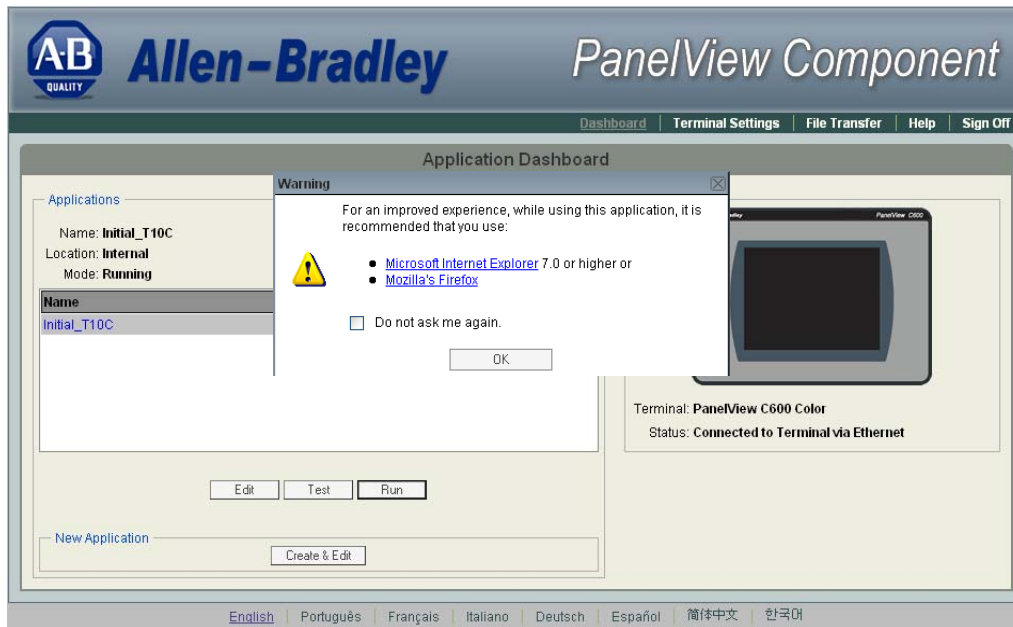 A-B
QUALITY
Allen-Bradley
PanelView Component
Dashboard | Terminal Settings | File Transfer | Help | Sign Off
Application Dashboard
Applications
Name: Initial_T10C
Location: Internal
Mode: Running
Name
Initial_T10C
Warning
For an improved experience, while using this application, it is
recommended that you use:
• Microsoft Internet Explorer 7.0 or higher or
• Mozilla's Firefox
Do not ask me again.
OK
PanelView C600
Terminal: PanelView C600 Color
Status: Connected to Terminal via Ethernet
Edit
Test
Run
New Application
Create & Edit
English | Português | Français | Italiano | Deutsch | Español | 简体中文 | 한국어